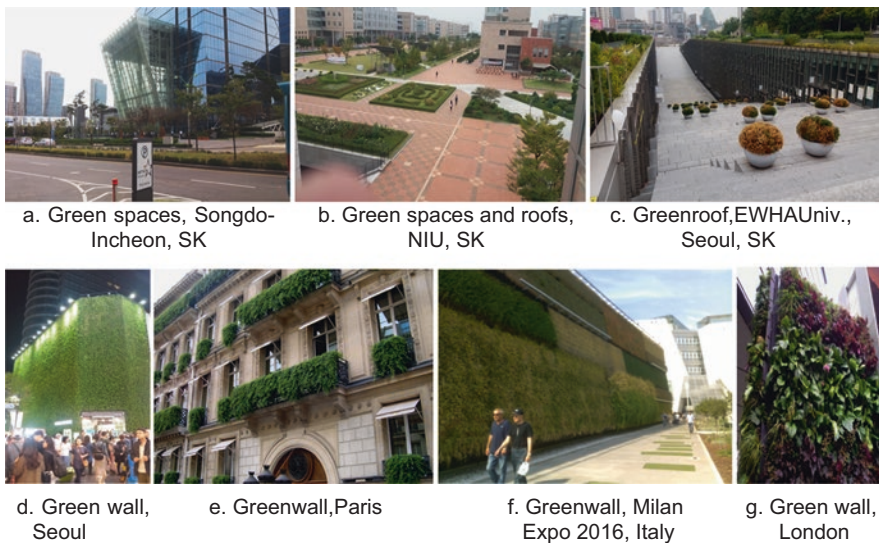 a. Green spaces, Songdo-
Incheon, SK
b. Green spaces and roofs,
NIU, SK
c. Greenroof,EWHAUniv.,
Seoul, SK
d. Green wall,
Seoul
e. Greenwall,Paris
f. Greenwall, Milan
Expo 2016, Italy
g. Green wall,
London